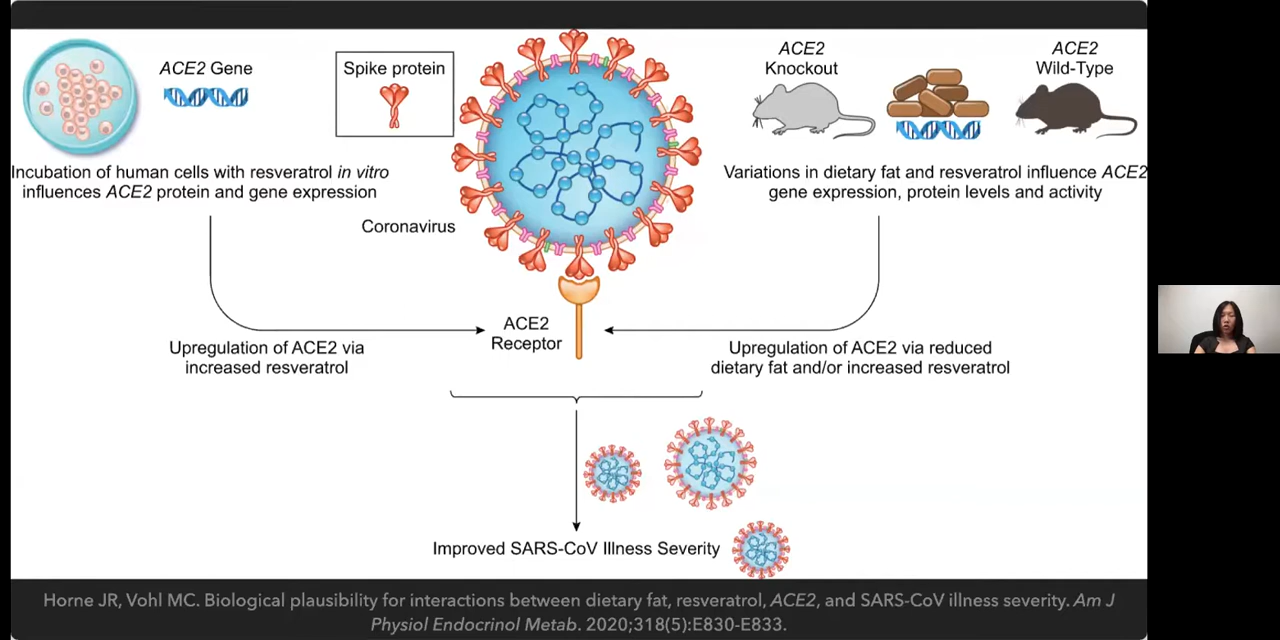 ACE2 Gene
Spike protein
ACE2
Knockout
ACE2
Wild-Type
Incubation of human cells with resveratrol in vitro
influences ACE2 protein and gene expression
Variations in dietary fat and resveratrol influence ACE2
gene expression, protein levels and activity
Coronavirus
ACE2
Receptor
Upregulation of ACE2 via
increased resveratrol
Upregulation of ACE2 via reduced
dietary fat and/or increased resveratrol
Improved SARS-CoV Illness Severity
Horne JR, Vohl MC. Biological plausibility for interactions between dietary fat, resveratrol, ACE2, and SARS-CoV illness severity. Am J
Physiol Endocrinol Metab. 2020;318(5):E830-E833.